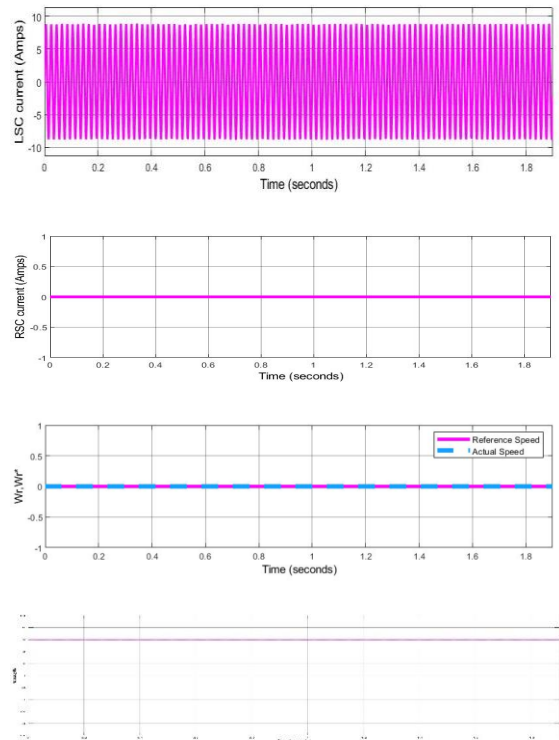 LSC current (Amps)
10
5
0
-5
-10
0 0.2 0.4 0.6 0.8 1 1.2 1.4 1.6 1.8
Time (seconds)
RSC current (Amps)
1
0.5
0
-0.5
-1
0 0.2 0.4 0.6 0.8 1 1.2 1.4 1.6 1.8
Time (seconds)
Wr,Wr*
1
0.5
0
-0.5
-1
Reference Speed
Actual Speed
0 0.2 0.4 0.6 0.8 1 1.2 1.4 1.6 1.8
Time (seconds)